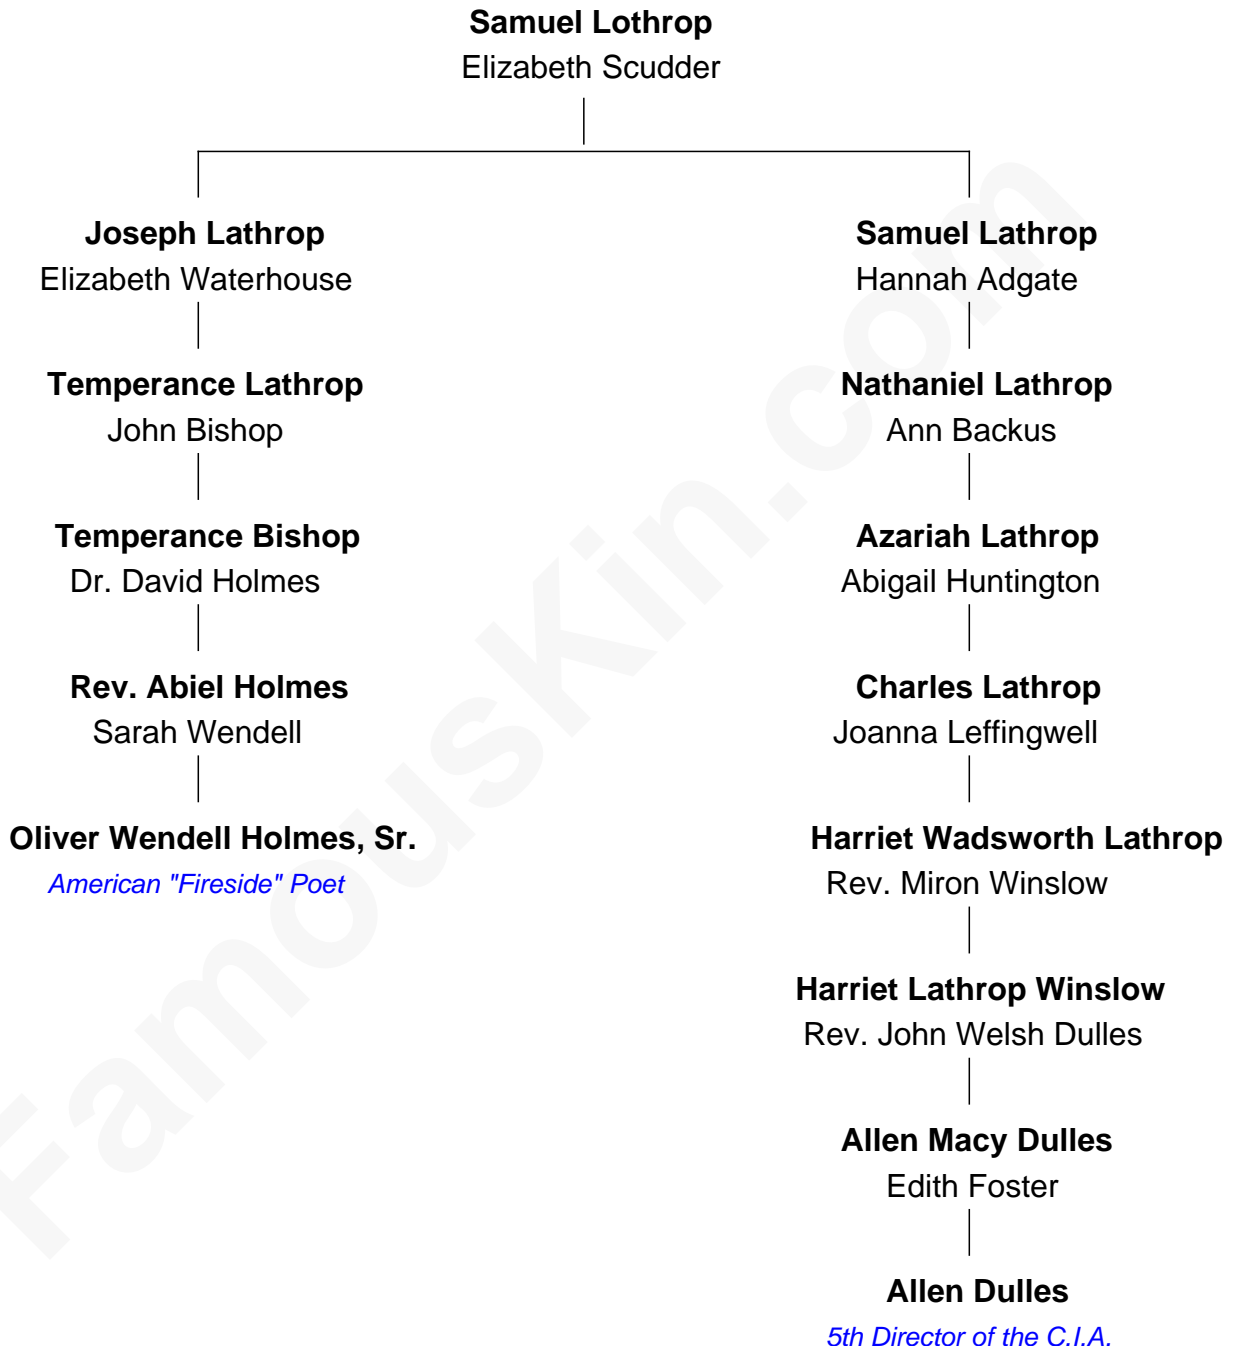 Samuel Lothrop
Elizabeth Scudder
Joseph Lathrop
Elizabeth Waterhouse
Temperance Lathrop
John Bishop
Temperance Bishop
Dr. David Holmes
Rev. Abiel Holmes
Sarah Wendell
Oliver Wendell Holmes, Sr.
American "Fireside" Poet
Samuel Lathrop
Hannah Adgate
Nathaniel Lathrop
Ann Backus
Azariah Lathrop
Abigail Huntington
Charles Lathrop
Joanna Leffingwell
Harriet Wadsworth Lathrop
Rev. Miron Winslow
Harriet Lathrop Winslow
Rev. John Welsh Dulles
Allen Macy Dulles
Edith Foster
Allen Dulles
5th Director of the C.I.A.
FamousKin.com